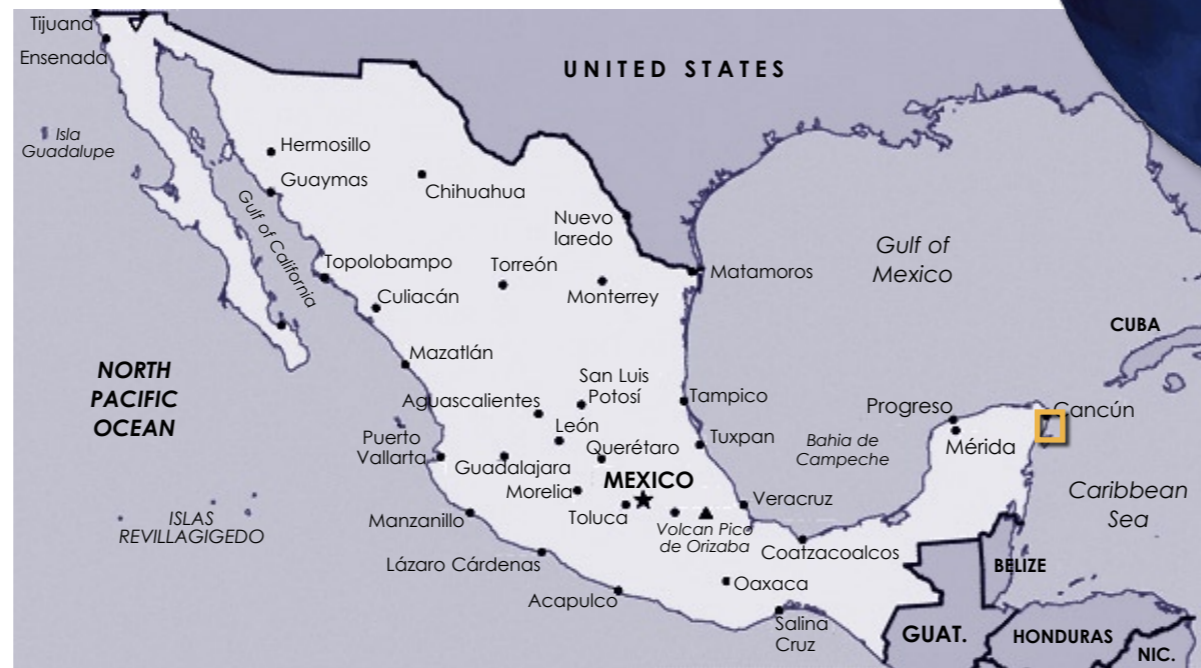 Tijuana
Ensenada
UNITED STATES
Isla
Guadalupe
Hermosillo
Guaymas
Chihuahua
Gulf of California
Nuevo
laredo
Gulf of
Mexico
Topolobampo
Torreón
Matamoros
Culiacán
Monterrey
CUBA
NORTH
PACIFIC
OCEAN
Mazatlán
San Luis
Potosí
Aguascalientes
Tampico
Progreso
Cancún
León
Puerto
Vallarta
Guadalajara
Querétaro
Tuxpan
Bahia de
Campeche
Mérida
MEXICO
Morelia
Toluca
Veracruz
Caribbean
Sea
ISLAS
REVILLAGIGEDO
Manzanillo
Volcan Pico
de Orizaba
Coatzacoalcos
Lázaro Cárdenas
BELIZE
Oaxaca
Acapulco
Salina
Cruz
GUAT.
HONDURAS
NIC.